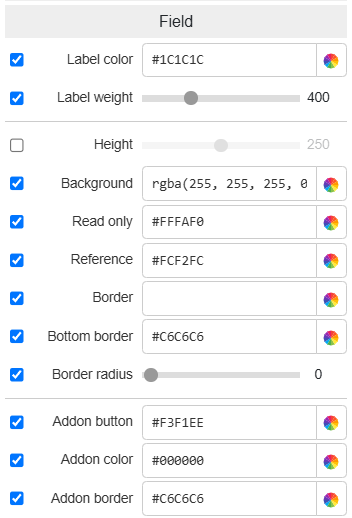 Field
Label color #1C1C1C
Label weight 400
Height 250
Background rgba(255, 255, 255, 0
Read only #FFFAF0
Reference #FCF2FC
Border
Bottom border #C6C6C6
Border radius 0
Addon button #F3F1EE
Addon color #000000
Addon border #C6C6C6